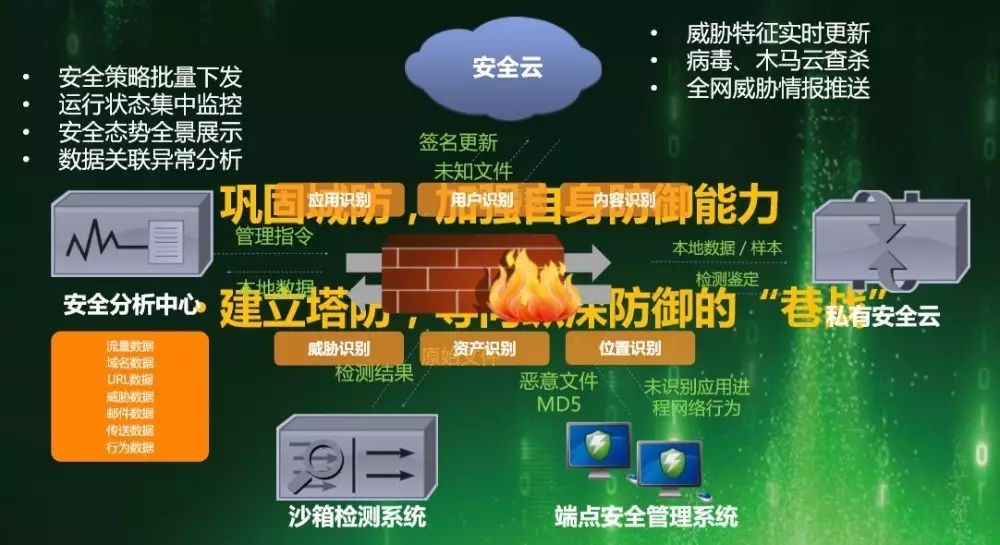 安全云
• 威胁特征实时更新
• 病毒、木马云查杀
• 全网威胁情报推送
• 安全策略批量下发
• 运行状态集中监控
• 安全态势全景展示
• 数据关联异常分析
签名更新
未知文件
巩固城防，加强自身防御能力
应用识别
用户识别
内容识别
管理指令
本地数据
本地数据 / 样本
检测鉴定
安全分析中心
私有安全云
• 建立塔防，深防御的“巷战”
威胁识别
资产识别
位置识别
流量数据
域名数据
URL数据
威胁数据
邮件数据
传送数据
行为数据
检测结果
原始文件
恶意文件
MD5
未识别应用进
程网络行为
沙箱检测系统
端点安全管理系统